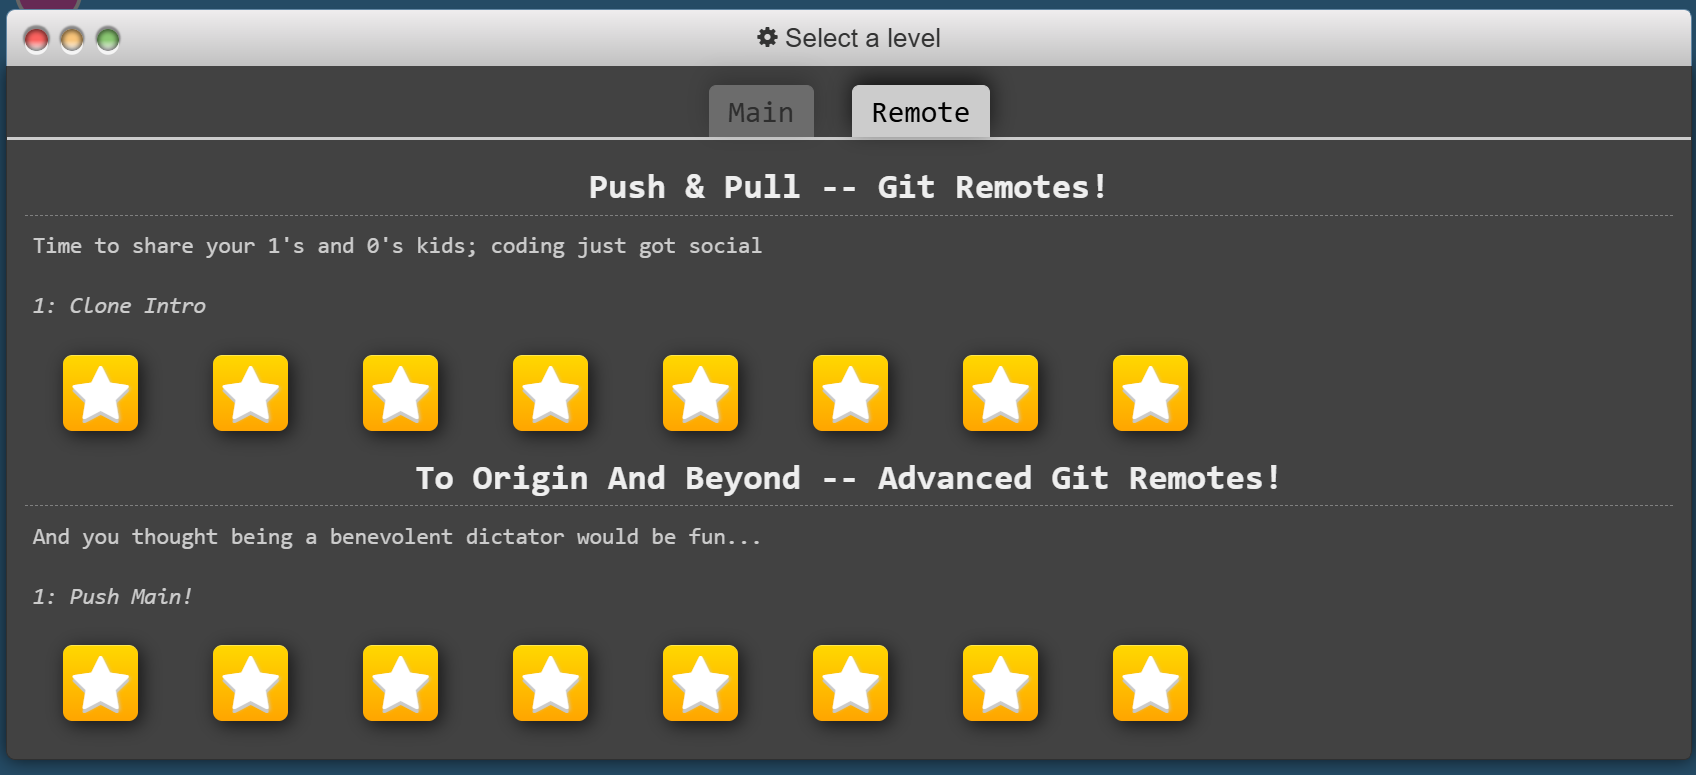 Select a level
Main
Remote
Push & Pull -- Git Remotes!
Time to share your 1's and 0's kids; coding just got social
1: Clone Intro
To Origin And Beyond -- Advanced Git Remotes!
And you thought being a benevolent dictator would be fun...
1: Push Main!